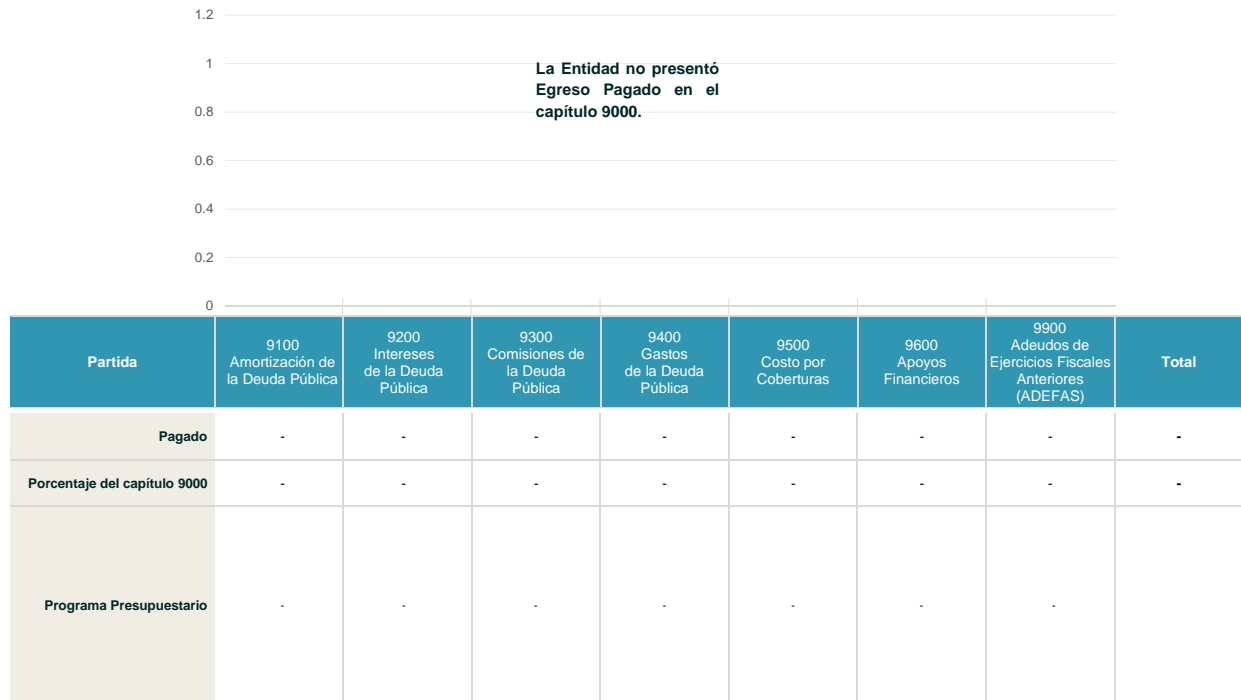 1.2
1
0.8
0.6
0.4
0.2
0
La Entidad no presentó
Egreso Pagado en el
capítulo 9000.
Partida
9100
Amortización de
la Deuda Pública
9200
Intereses
de la Deuda
Pública
9300
Comisiones de
la Deuda
Pública
9400
Gastos
de la Deuda
Pública
9500
Costo por
Coberturas
9600
Apoyos
Financieros
9900
Adeudos de
Ejercicios Fiscales
Anteriores
(ADEFAS)
Total
Pagado - - - - - - - -
Porcentaje del capítulo 9000 - - - - - - - -
Programa Presupuestario - - - - - - -